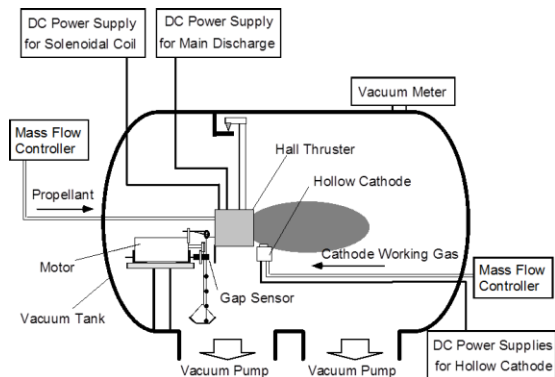 DC Power Supply
for Solenoidal Coil
DC Power Supply
for Main Discharge
Vacuum Meter
Mass Flow
Controller
Hall Thruster
Hollow Cathode
Propellant
Cathode Working Gas
Motor
Gap Sensor
Mass Flow
Controller
Vacuum Tank
DC Power Supplies
for Hollow Cathode
Vacuum Pump
Vacuum Pump